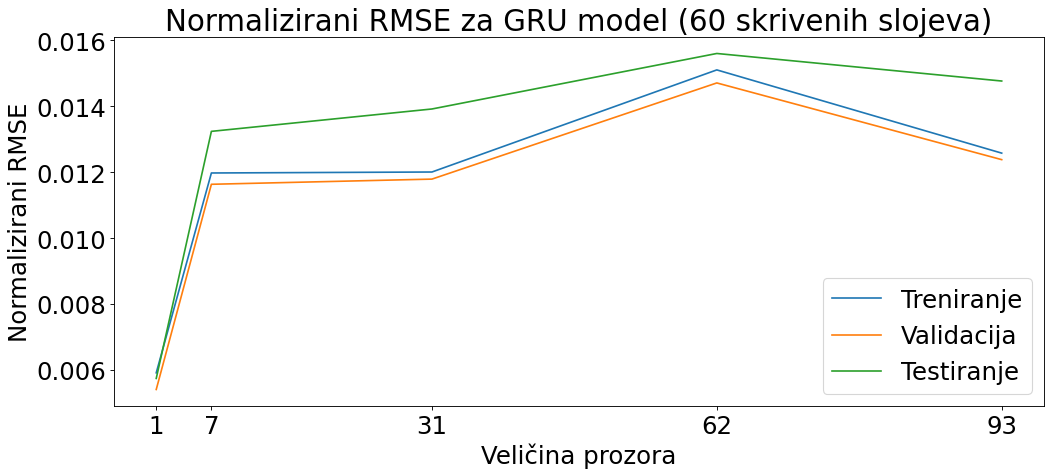 Normalizirani RMSE za GRU model (60 skrivenih slojeva)
Normalizirani RMSE
0.016
0.014
0.012
0.010
0.008
0.006
Treniranje
Validacija
Testiranje
1 7 31 62 93
Veličina prozora